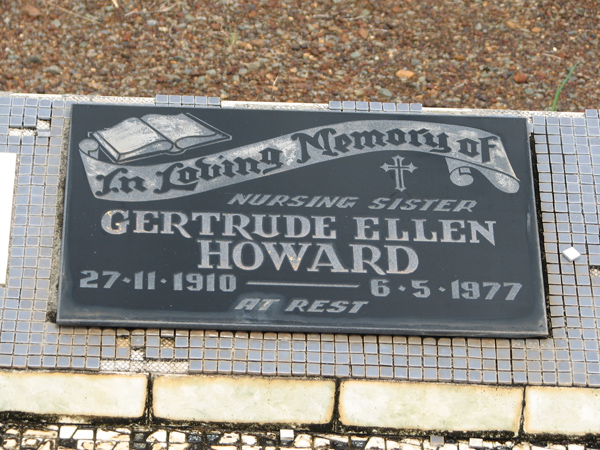 In Loving Memory of
NURSING SISTER
GERTRUDE ELLEN
HOWARD
27·11·1910 — 6·5·1977
AT REST